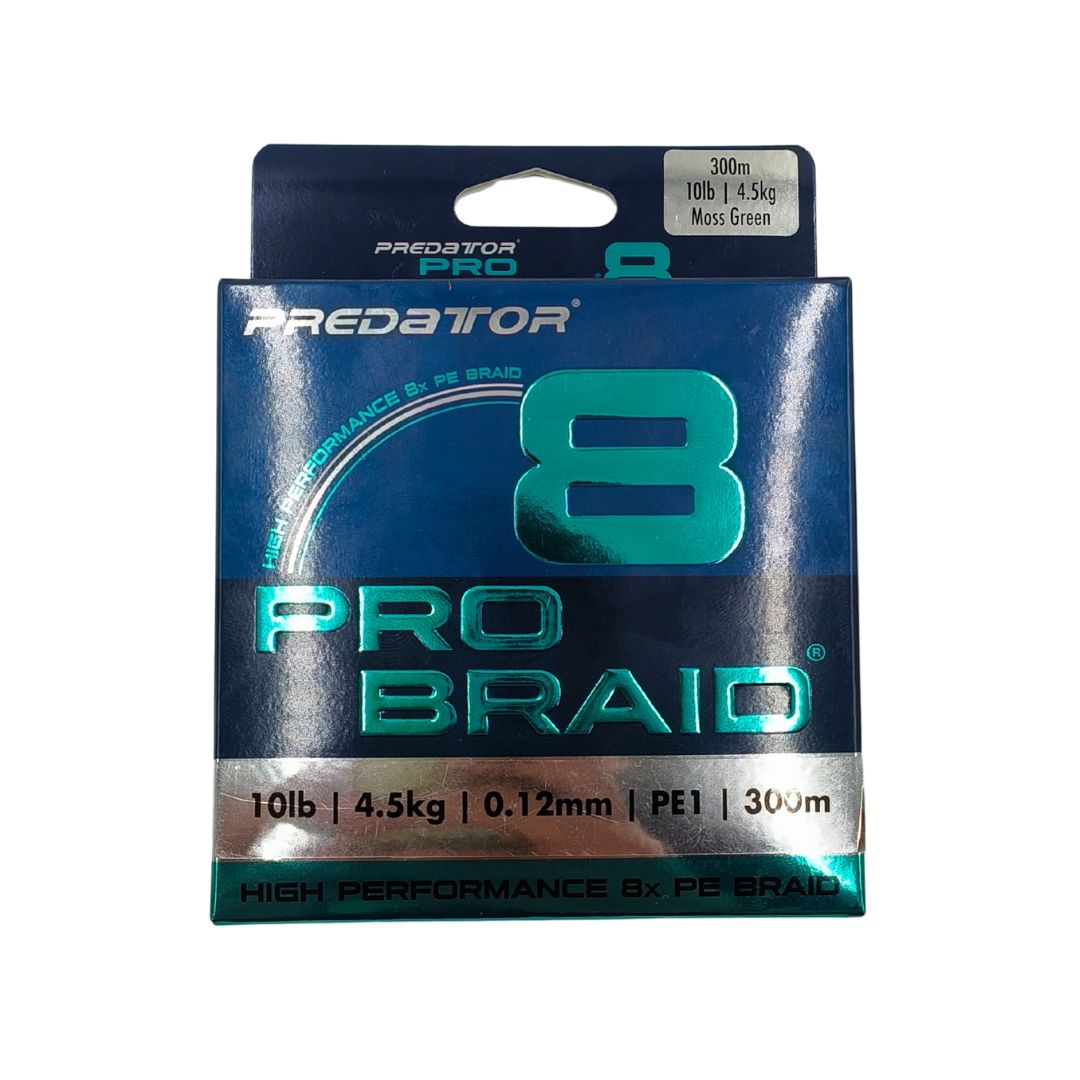 300m
10lb | 4.5kg
Moss Green
PREDATOR®
PRO
8
PREDATOR®
HIGH PERFORMANCE 8x PE BRAID
8
PRO
BRAID®
10lb | 4.5kg | 0.12mm | PE1 | 300m
HIGH PERFORMANCE 8x PE BRAID